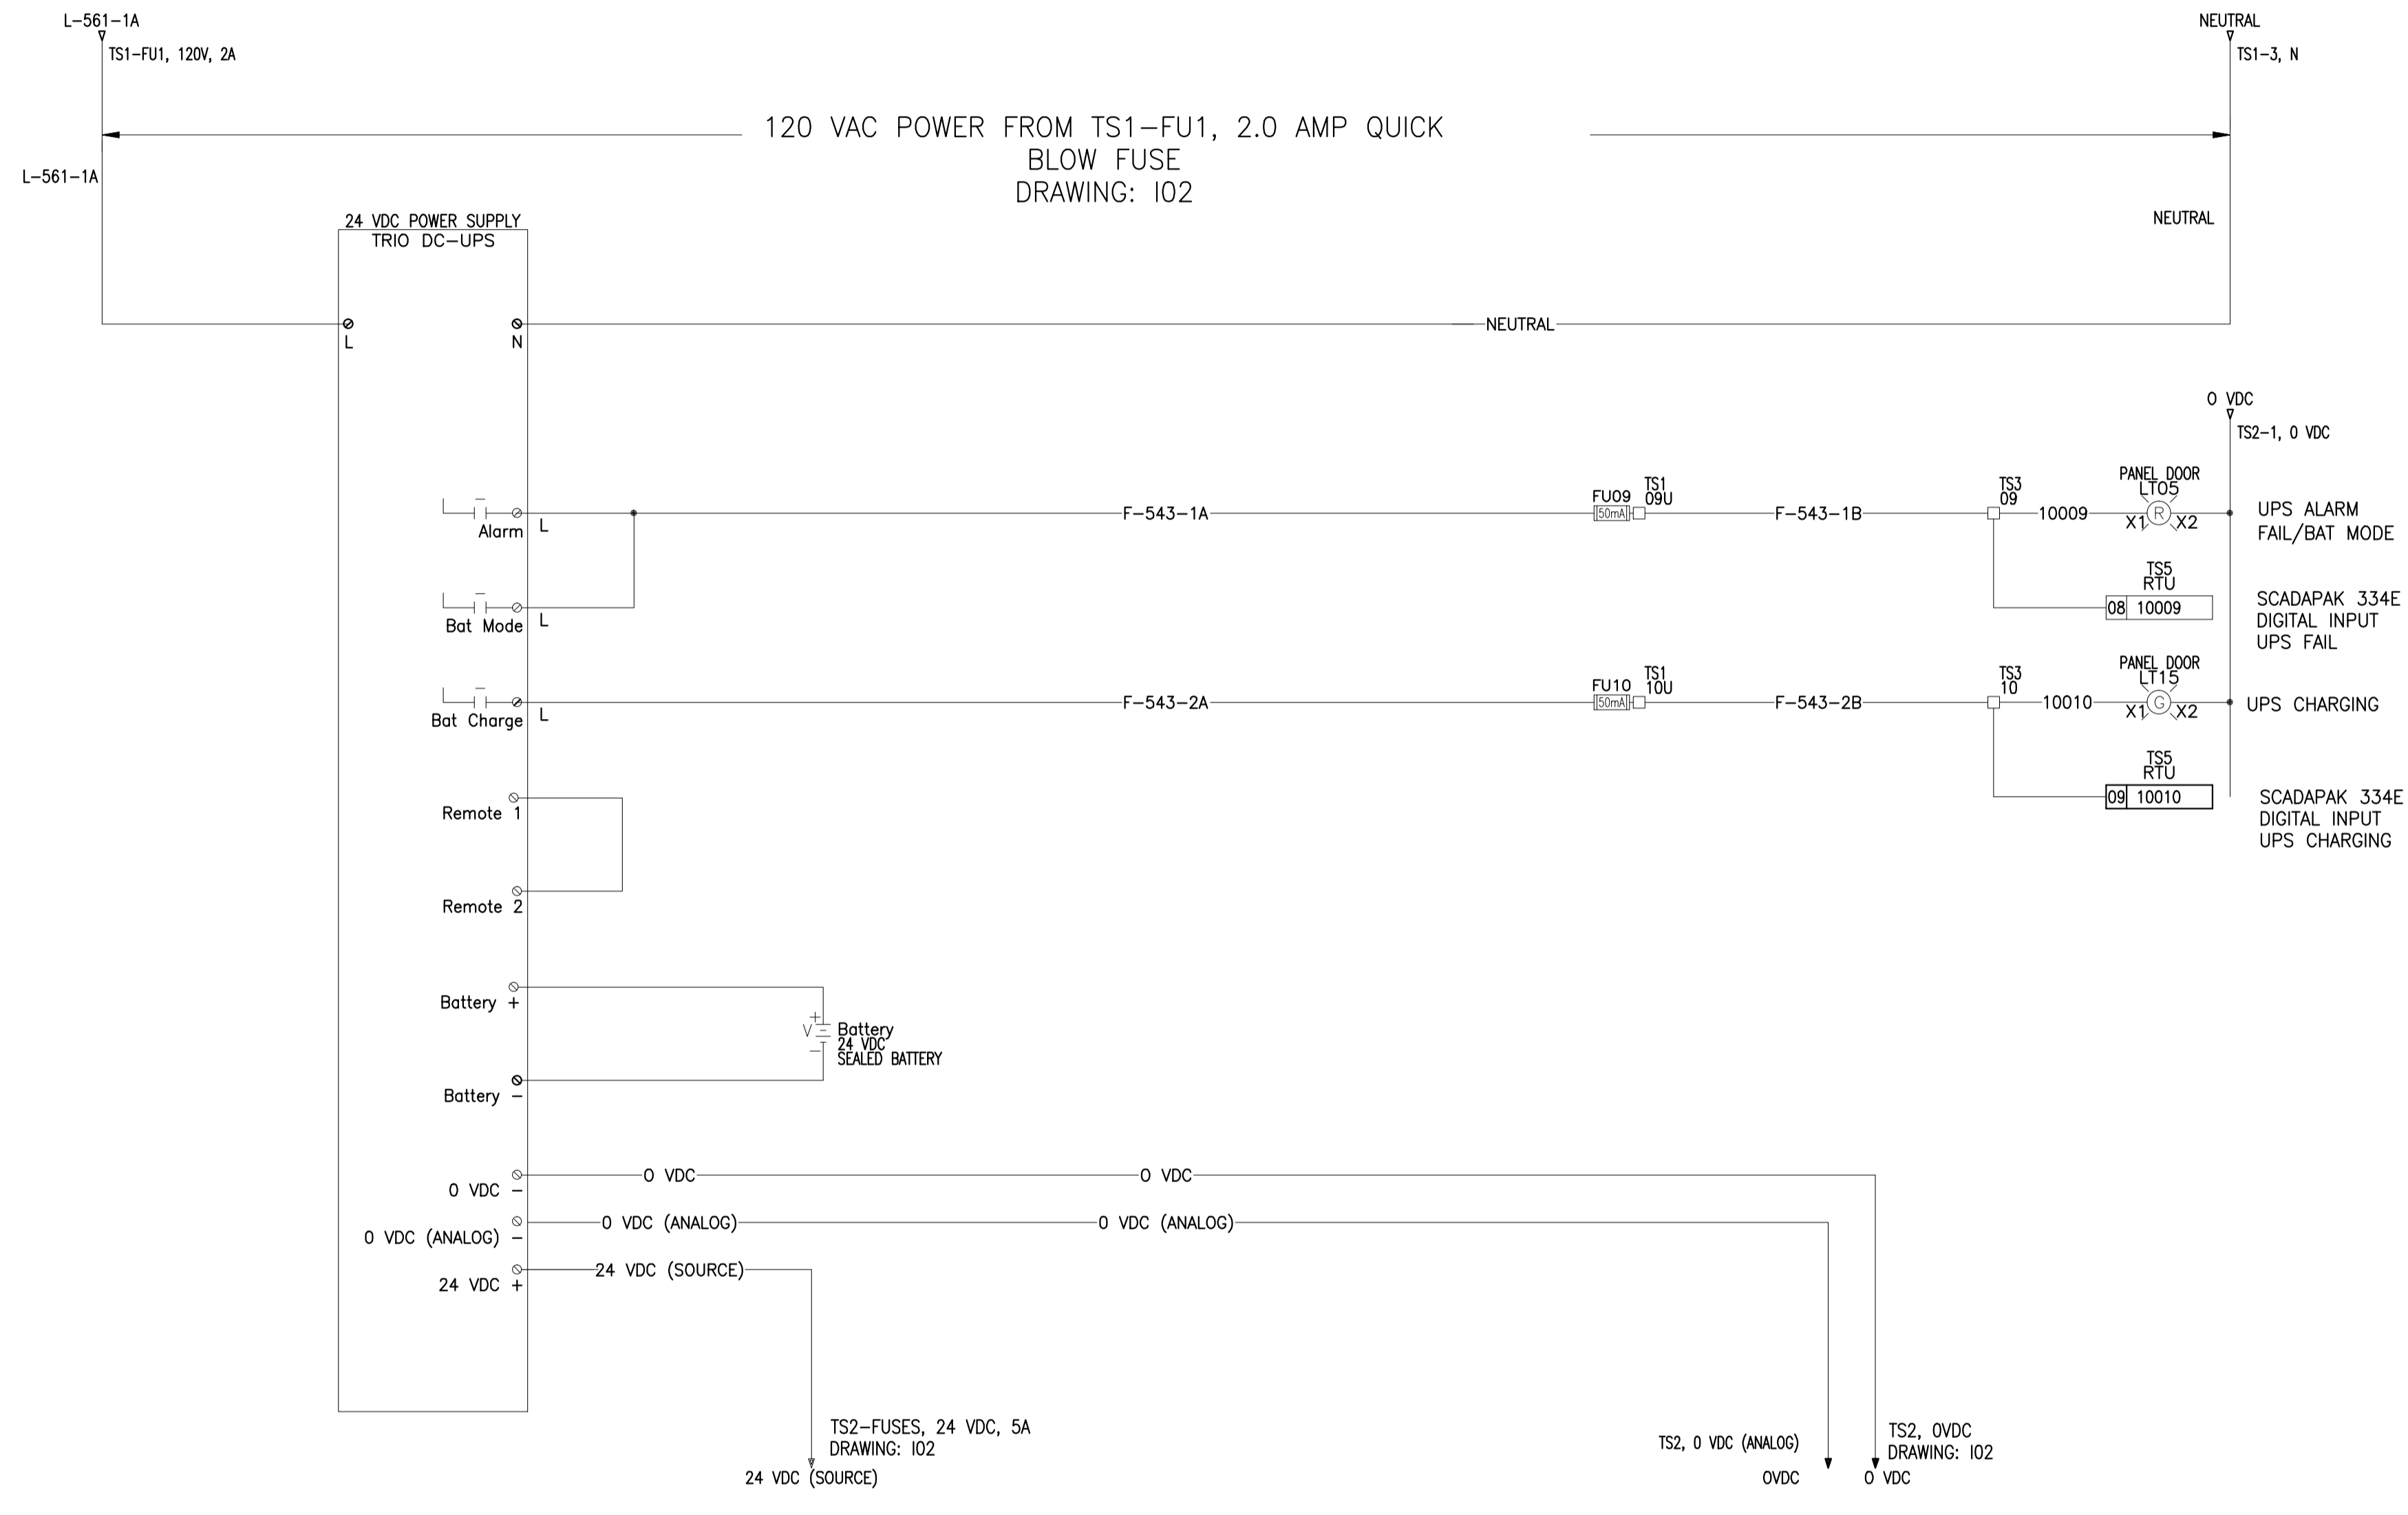 L-561-1A
TS1-FU1, 120V, 2A
NEUTRAL
TS1-3, N
120 VAC POWER FROM TS1-FU1, 2.0 AMP QUICK
BLOW FUSE
DRAWING: I02
L-561-1A
NEUTRAL
24 VDC POWER SUPPLY
TRIO DC-UPS
L
N
NEUTRAL
0 VDC
TS2-1, 0 VDC
Alarm
L
F-543-1A
FU09
50mA
TS1
09U
F-543-1B
TS3
09
10009
PANEL DOOR
LT05
X1
R
X2
UPS ALARM
FAIL/BAT MODE
Bat Mode
L
TS5
RTU
08
10009
SCADAPAK 334E
DIGITAL INPUT
UPS FAIL
Bat Charge
L
F-543-2A
FU10
50mA
TS1
10U
F-543-2B
TS3
10
10010
PANEL DOOR
LT15
X1
G
X2
UPS CHARGING
TS5
RTU
09
10010
SCADAPAK 334E
DIGITAL INPUT
UPS CHARGING
Remote 1
Remote 2
Battery +
+
V
-
Battery
24 VDC
SEALED BATTERY
Battery -
0 VDC -
0 VDC
0 VDC
0 VDC (ANALOG) -
0 VDC (ANALOG)
0 VDC (ANALOG)
24 VDC +
24 VDC (SOURCE)
TS2-FUSES, 24 VDC, 5A
DRAWING: I02
24 VDC (SOURCE)
TS2, 0 VDC (ANALOG)
0VDC
TS2, 0VDC
DRAWING: I02
0 VDC